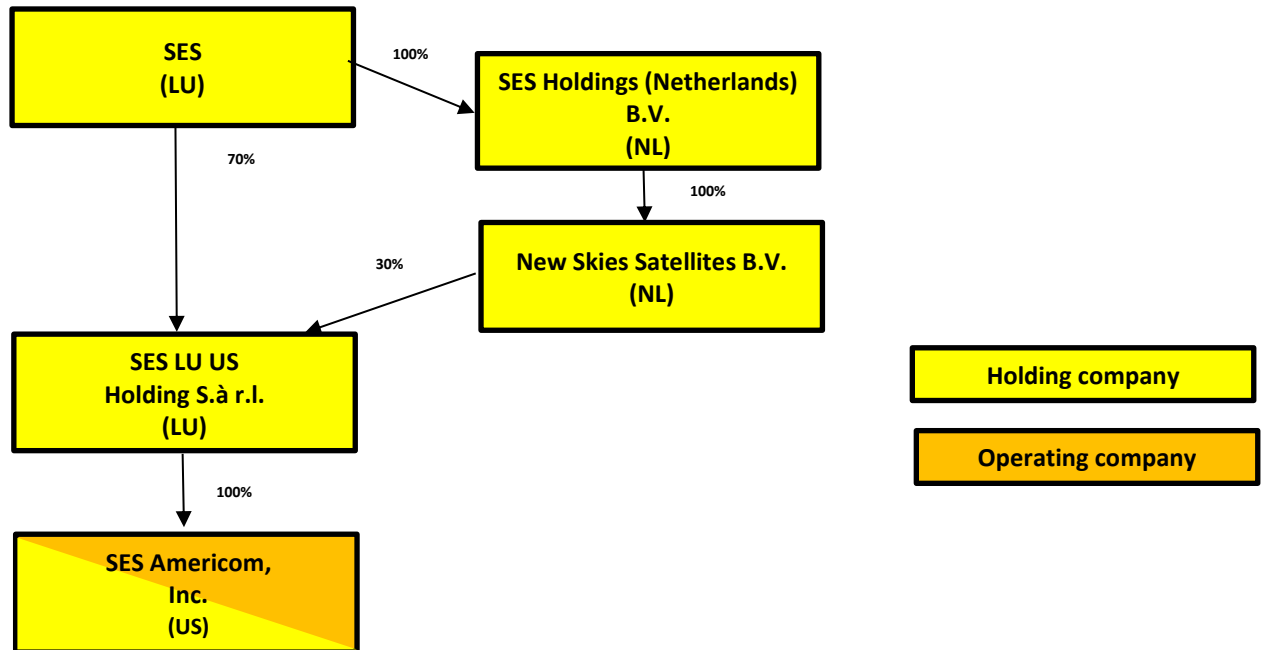 SES
(LU)
100%
SES Holdings (Netherlands)
B.V.
(NL)
70%
100%
New Skies Satellites B.V.
(NL)
30%
SES LU US
Holding S.à r.l.
(LU)
Holding company
Operating company
100%
SES Americom,
Inc.
(US)